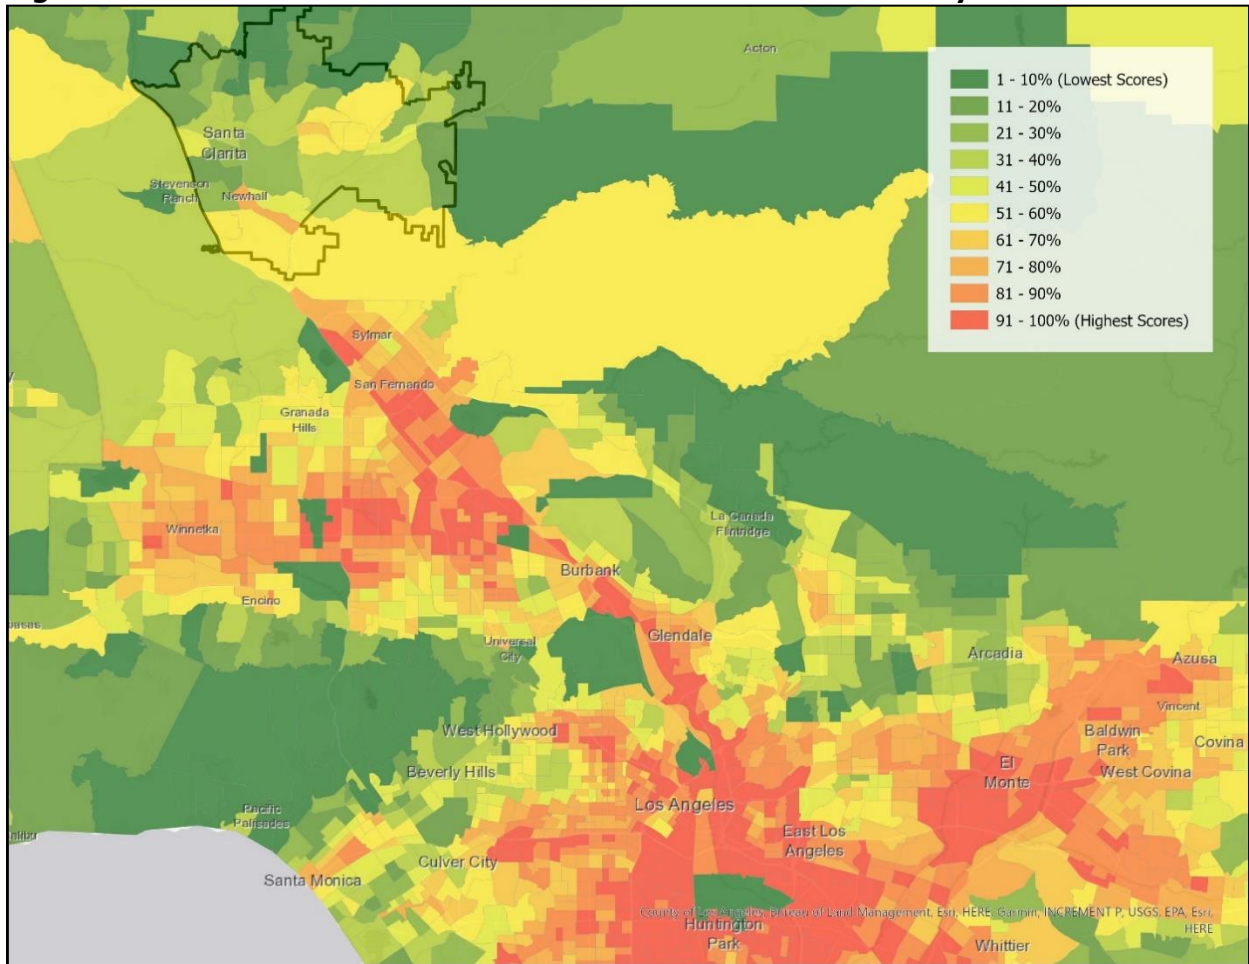 Acton
1 - 10% (Lowest Scores)
11 - 20%
21 - 30%
31 - 40%
41 - 50%
51 - 60%
61 - 70%
71 - 80%
81 - 90%
91 - 100% (Highest Scores)
Santa
Clarita
Stevenson
Ranch
Newhall
Sylmar
San Fernando
Granada
Hills
Winnetka
La Canada
Flintridge
Burbank
Encino
Universal
City
Glendale
Arcadia
Azusa
Vincent
West Hollywood
Baldwin
Park
Covina
Beverly Hills
El
Monte
West Covina
Pacific
Palisades
Los Angeles
East Los
Angeles
Culver City
Santa Monica
County of Los Angeles, Bureau of Land Management, Esri, HERE, Garmin, INCREMENT P, USGS, EPA, Esri,
HERE
Huntington
Park
Whittier